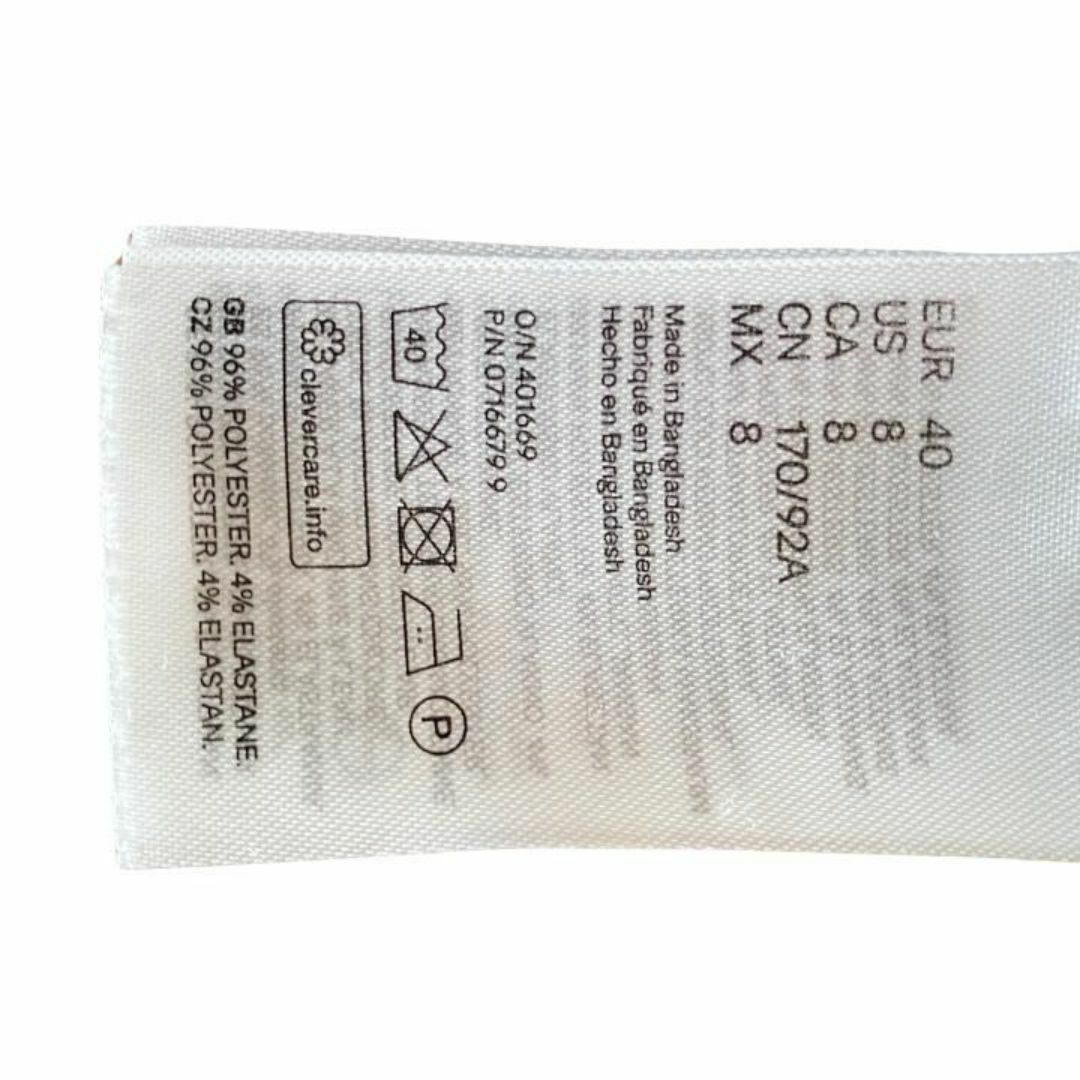 EUR 40
US 8
CA 8
CN 170/92A
MX 8
Made in Bangladesh
Fabriqué en Bangladesh
Hecho en Bangladesh
O/N 401669
P/N 0716679 9
40
P
clevercare.info
GB 96% POLYESTER. 4% ELASTANE.
CZ 96% POLYESTER. 4% ELASTAN.